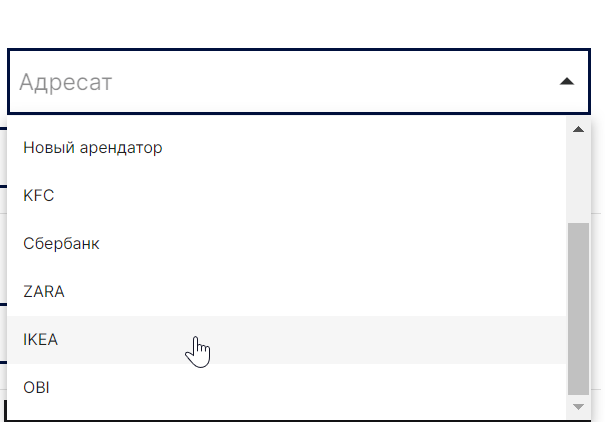 Адресат
Новый арендатор
KFC
Сбербанк
ZARA
IKEA
OBI